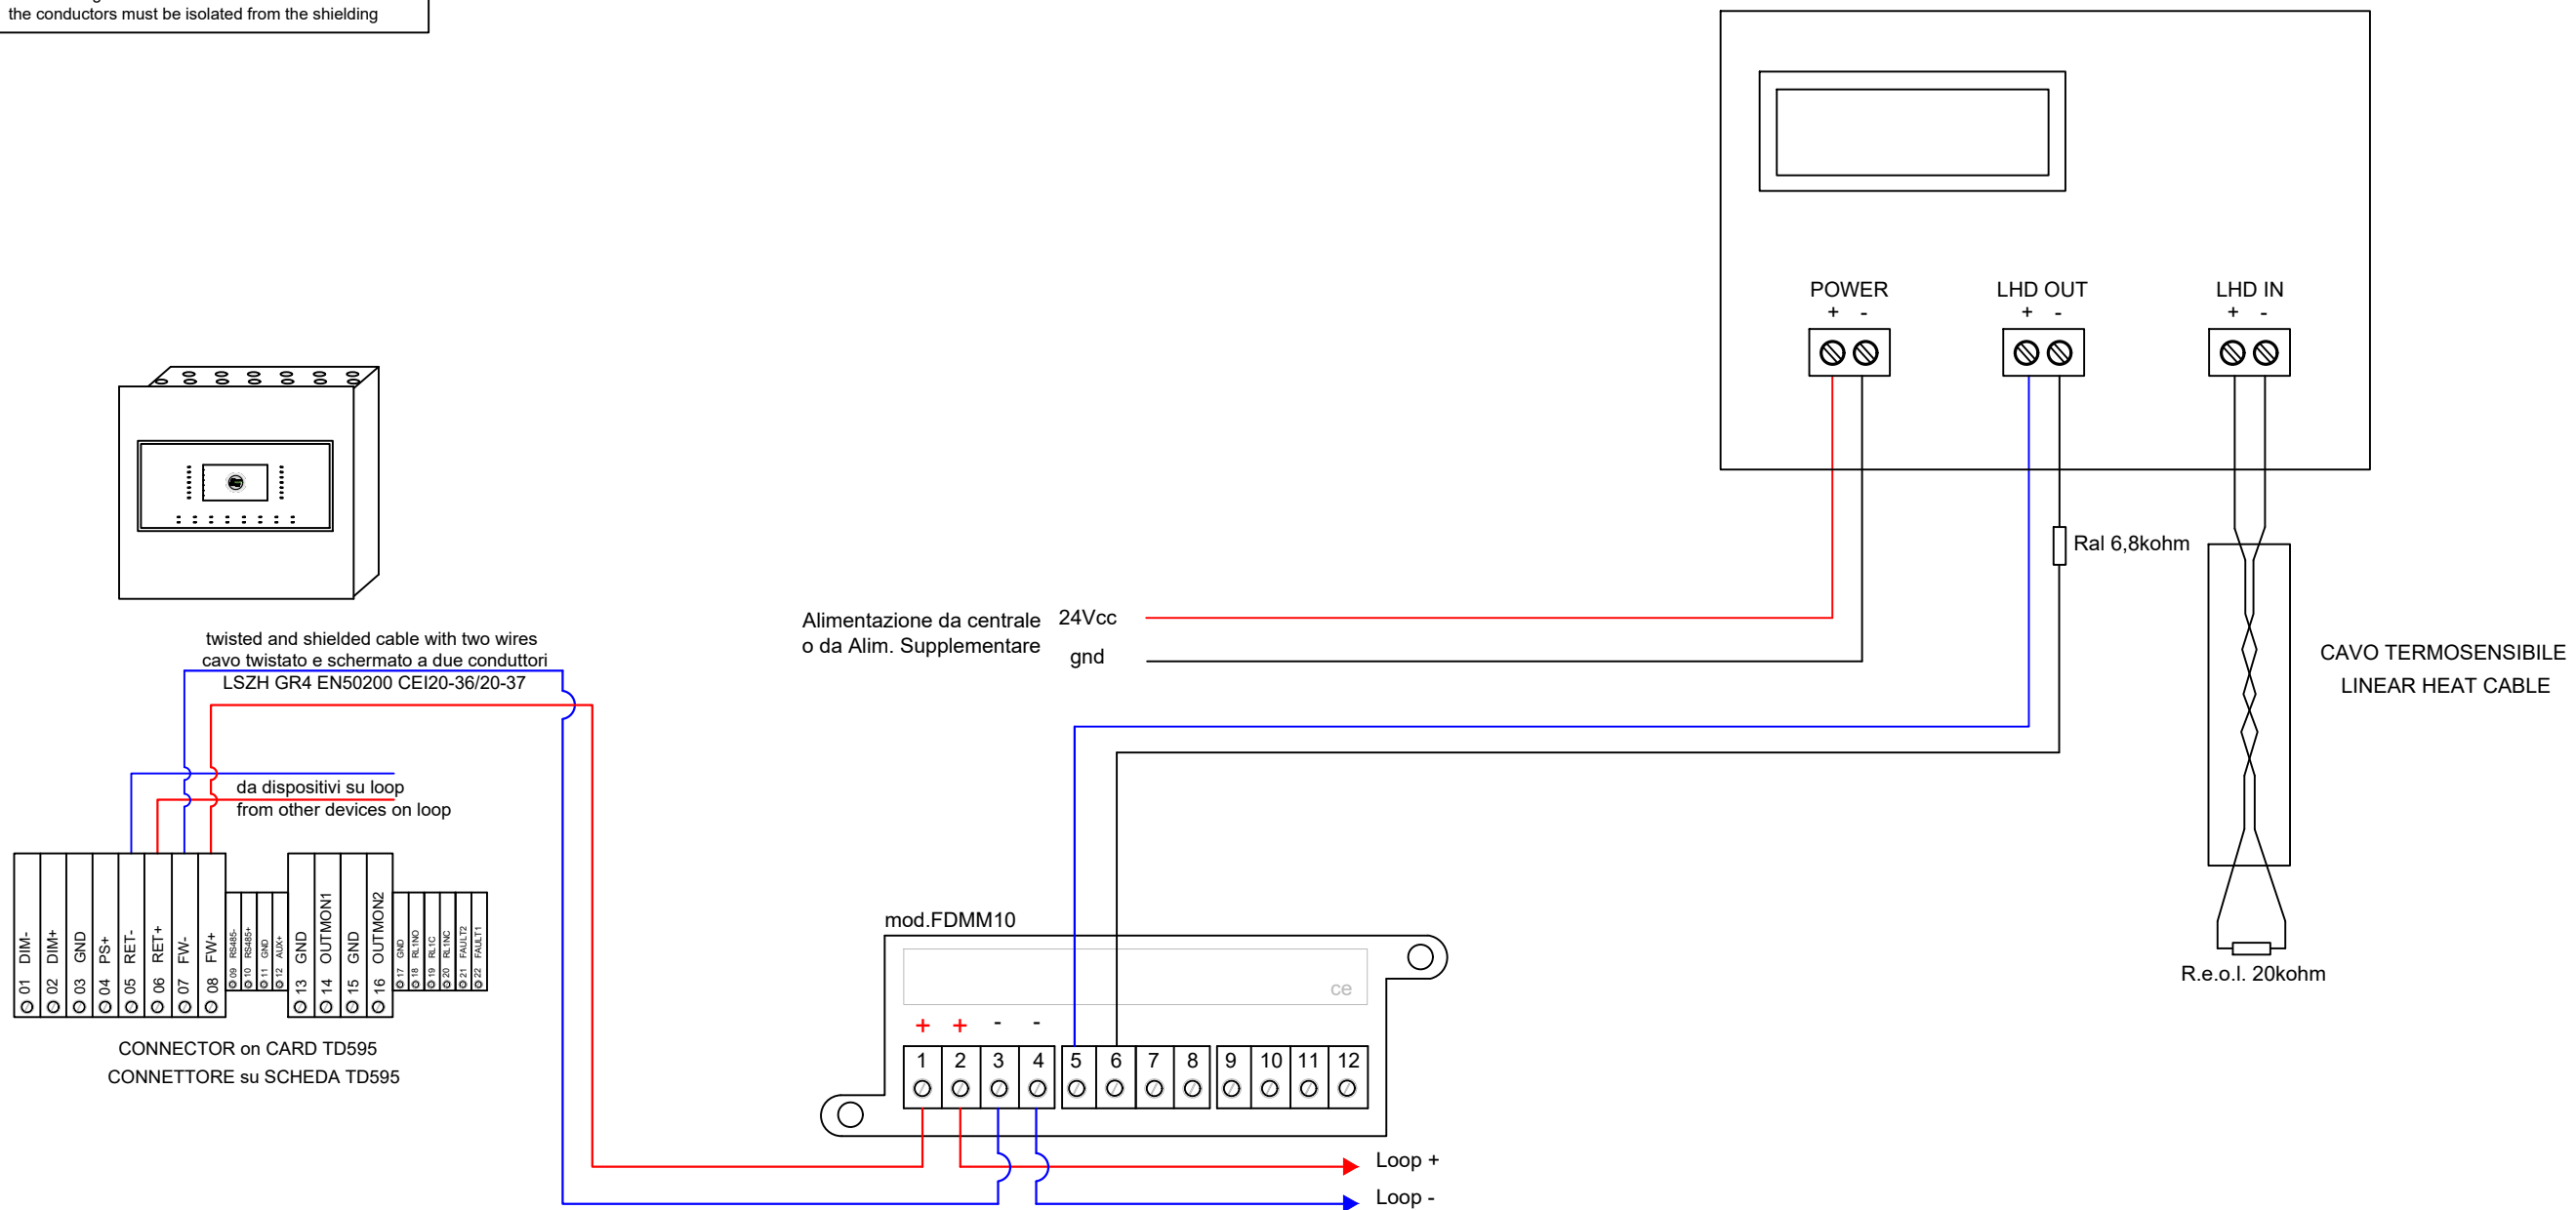 the conductors must be isolated from the shielding
POWER
+ -
LHD OUT
+ -
LHD IN
+ -
Ral 6,8kohm
Alimentazione da centrale
o da Alim. Supplementare
24Vcc
gnd
twisted and shielded cable with two wires
cavo twistato e schermato a due conduttori
LSZH GR4 EN50200 CEI20-36/20-37
CAVO TERMOSENSIBILE
LINEAR HEAT CABLE
da dispositivi su loop
from other devices on loop
01 DIM-
02 DIM+
03 GND
04 PS+
05 RET-
06 RET+
07 FW-
08 FW+
09 RS485-
10 RS485+
11 GND
12 AUX+
13 GND
14 OUTMON1
15 GND
16 OUTMON2
17 GND
18 RL1NO
19 RL1C
20 RL1NC
21 FAULT2
22 FAULT1
CONNECTOR on CARD TD595
CONNETTORE su SCHEDA TD595
mod.FDMM10
ce
+ + - -
1 2 3 4 5 6 7 8 9 10 11 12
R.e.o.l. 20kohm
Loop +
Loop -